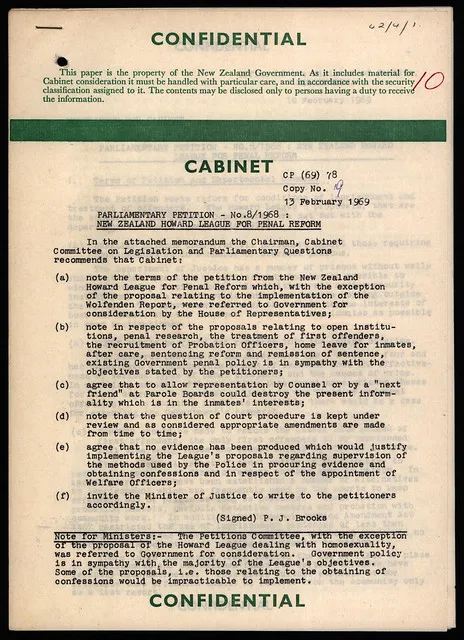 42/4/1
CONFIDENTIAL
This paper is the property of the New Zealand Government. As it includes material for
Cabinet consideration it must be handled with particular care, and in accordance with the security
classification assigned to it. The contents may be disclosed only to persons having a duty to receive
the information.
10
CABINET
CP (69) 78
Copy No. 19
13 February 1969
PARLIAMENTARY PETITION - No.8/1968 :
NEW ZEALAND HOWARD LEAGUE FOR PENAL REFORM
In the attached memorandum the Chairman, Cabinet
Committee on Legislation and Parliamentary Questions
recommends that Cabinet:
(a) note the terms of the petition from the New Zealand
Howard League for Penal Reform which, with the exception
of the proposal relating to the implementation of the
Wolfenden Report, were referred to Government for
consideration by the House of Representatives;
(b) note in respect of the proposals relating to open institu-
tions, penal research, the treatment of first offenders,
the recruitment of Probation Officers, home leave for inmates,
after care, sentencing reform and remission of sentence,
existing Government penal policy is in sympathy with the
objectives stated by the petitioners;
(c) agree that to allow representation by Counsel or by a "next
friend" at Parole Boards could destroy the present inform-
ality which is in the inmates' interests;
(d) note that the question of Court procedure is kept under
review and as considered appropriate amendments are made
from time to time;
(e) agree that no evidence has been produced which would justify
implementing the League's proposals regarding supervision of
the methods used by the Police in procuring evidence and
obtaining confessions and in respect of the appointment of
Welfare Officers;
(f) invite the Minister of Justice to write to the petitioners
accordingly.
(Signed) P. J. Brooks
Note for Ministers:- The Petitions Committee, with the exception
of the proposal of the Howard League dealing with homosexuality,
was referred to Government for consideration. Government policy
is in sympathy with the majority of the League's objectives.
Some of the proposals, i.e. those relating to the obtaining of
confessions would be impracticable to implement.
CONFIDENTIAL